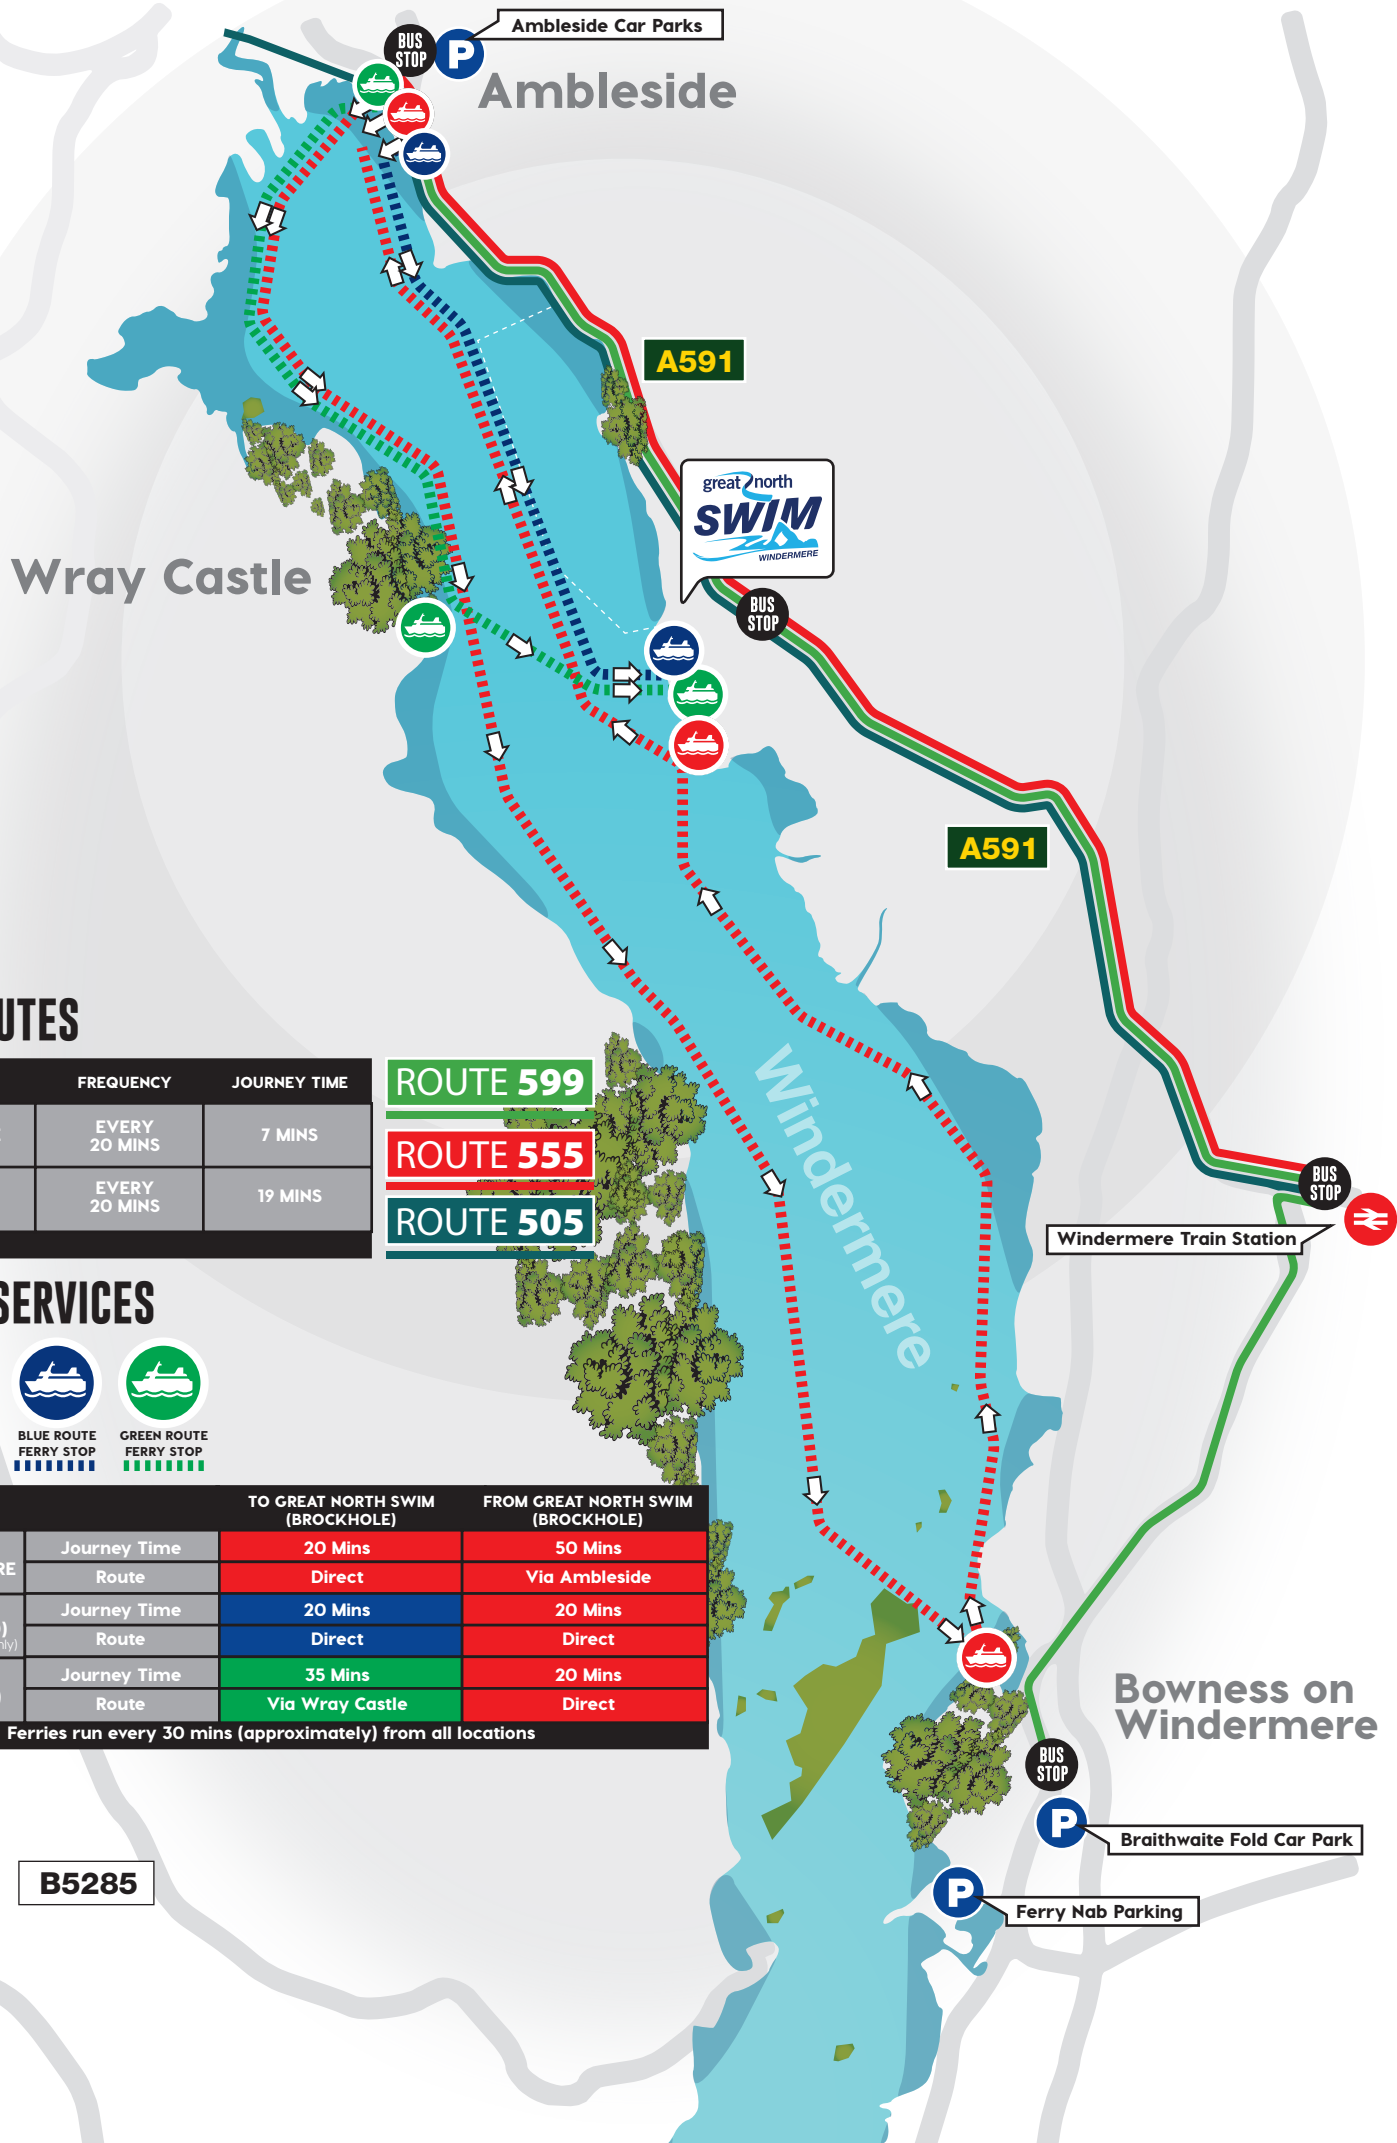 Ambleside Car Parks
BUS
STOP
P
Ambleside
A591
great north
SWIM
WINDERMERE
Wray Castle
BUS
STOP
A591
UTES
FREQUENCY JOURNEY TIME
EVERY
20 MINS
7 MINS
EVERY
20 MINS
19 MINS
ROUTE 599
ROUTE 555
ROUTE 505
Windermere
BUS
STOP
Windermere Train Station
SERVICES
BLUE ROUTE
FERRY STOP
GREEN ROUTE
FERRY STOP
TO GREAT NORTH SWIM
(BROCKHOLE)
FROM GREAT NORTH SWIM
(BROCKHOLE)
RE
Journey Time 20 Mins 50 Mins
Route Direct Via Ambleside
Journey Time 20 Mins 20 Mins
Route Direct Direct
Journey Time 35 Mins 20 Mins
Route Via Wray Castle Direct
Ferries run every 30 mins (approximately) from all locations
Bowness on
Windermere
BUS
STOP
P
Braithwaite Fold Car Park
B5285
P
Ferry Nab Parking